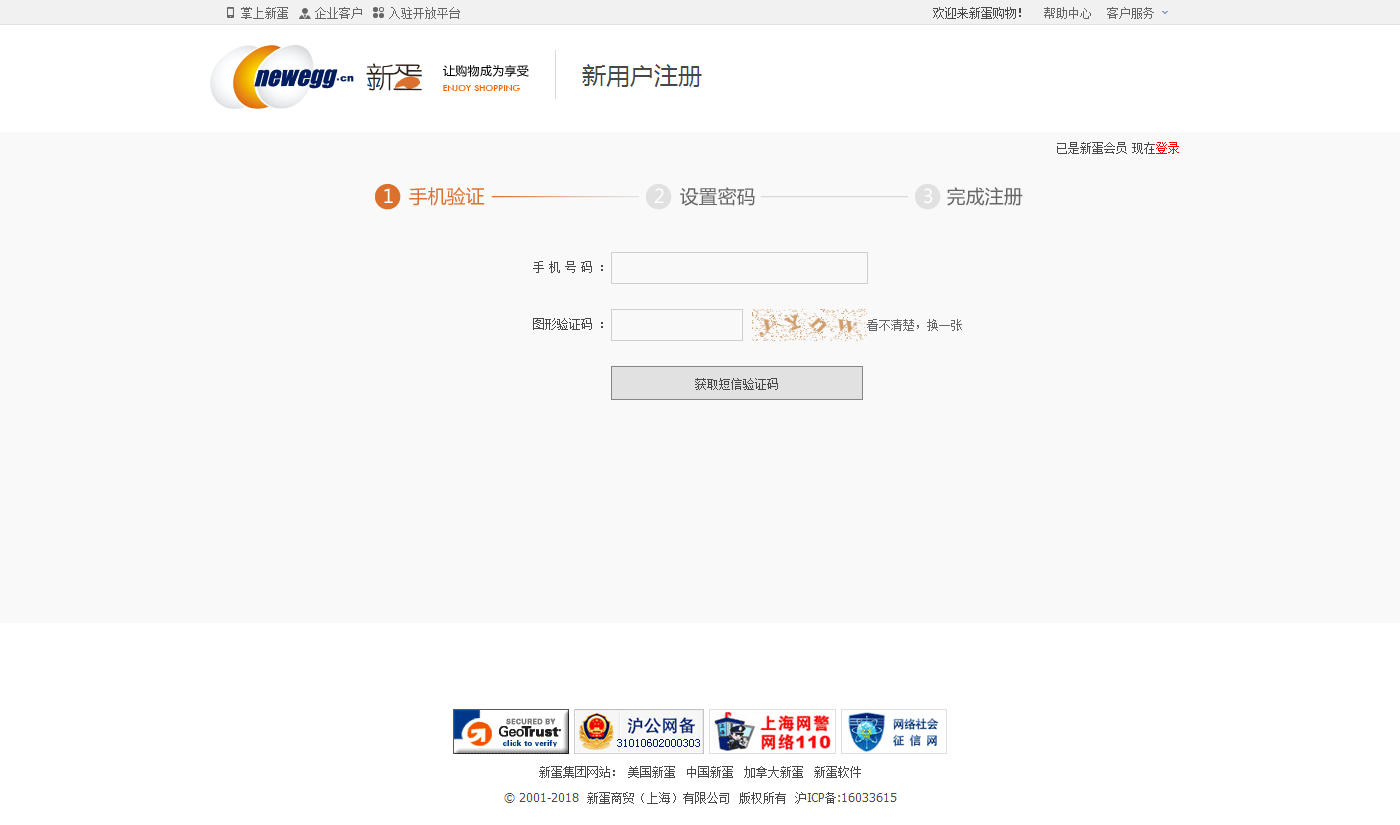 掌上新蛋 企业客户 入驻开放平台 欢迎来新蛋购物! 帮助中心 客户服务
newegg.cn 新蛋 让购物成为享受 新用户注册
ENJOY SHOPPING
已是新蛋会员 现在登录
1 手机验证 2 设置密码 3 完成注册
手 机 号 码 :
图形验证码 : yYow 看不清楚,换一张
获取短信验证码
SECURED BY
GeoTrust
click to verify
沪公网备
31010602000303
上海网警
网络110
网络社会
征信网
新蛋集团网站: 美国新蛋 中国新蛋 加拿大新蛋 新蛋软件
© 2001-2018 新蛋商贸(上海)有限公司 版权所有 沪ICP备:16033615